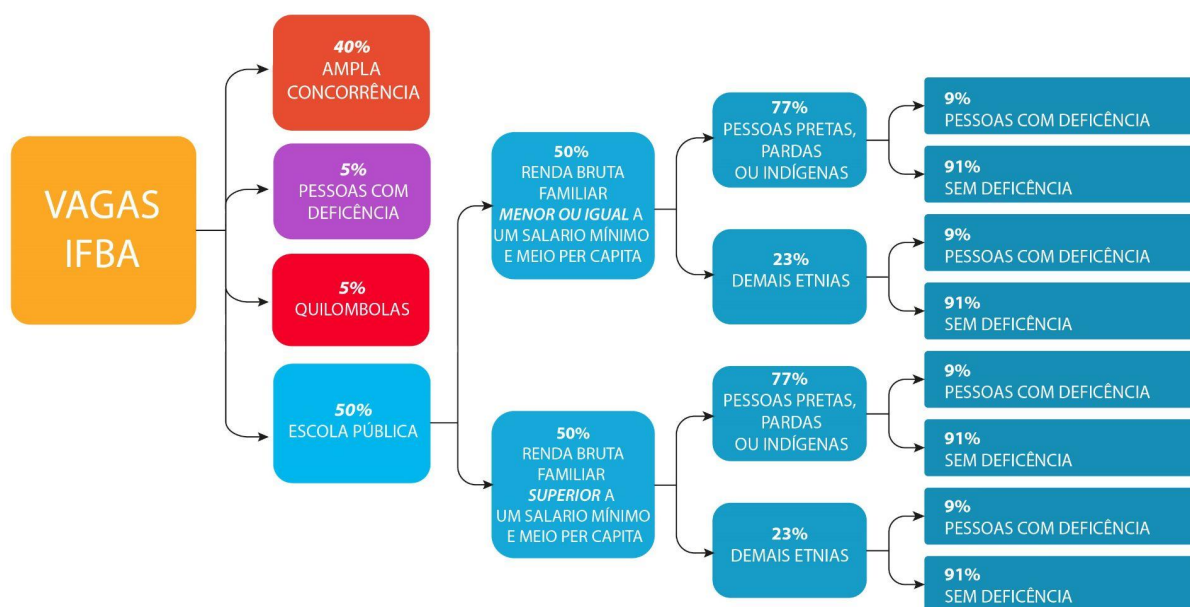 VAGAS
IFBA
40%
AMPLA
CONCORRÊNCIA
5%
PESSOAS COM
DEFICÊNCIA
5%
QUILOMBOLAS
50%
ESCOLA PÚBLICA
50%
RENDA BRUTA
FAMILIAR
MENOR OU IGUAL A
UM SALARIO MÍNIMO
E MEIO PER CAPITA
50%
RENDA BRUTA
FAMILIAR
SUPERIOR A
UM SALARIO MÍNIMO
E MEIO PER CAPITA
77%
PESSOAS PRETAS,
PARDAS
OU INDÍGENAS
23%
DEMAIS ETNIAS
77%
PESSOAS PRETAS,
PARDAS
OU INDÍGENAS
23%
DEMAIS ETNIAS
9%
PESSOAS COM DEFICÊNCIA
91%
SEM DEFICÊNCIA
9%
PESSOAS COM DEFICÊNCIA
91%
SEM DEFICÊNCIA
9%
PESSOAS COM DEFICÊNCIA
91%
SEM DEFICÊNCIA
9%
PESSOAS COM DEFICÊNCIA
91%
SEM DEFICÊNCIA